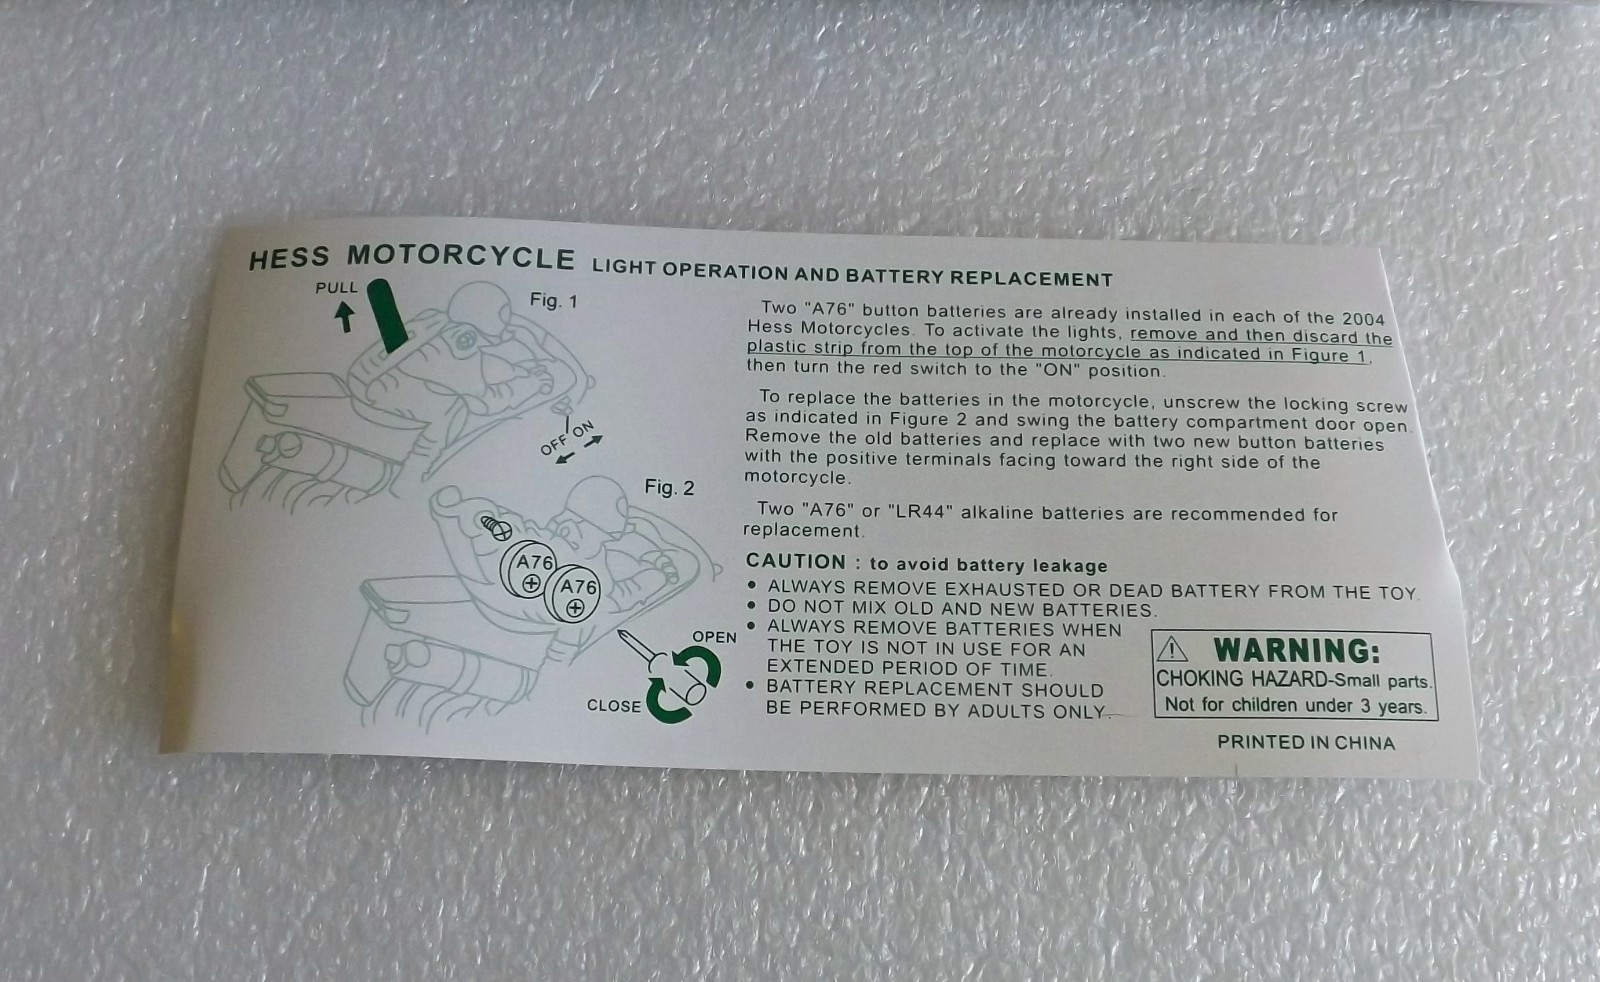 HESS MOTORCYCLE LIGHT OPERATION AND BATTERY REPLACEMENT
PULL
Fig. 1
OFF ON
Fig. 2
A76
A76
OPEN
CLOSE
Two "A76" button batteries are already installed in each of the 2004
Hess Motorcycles. To activate the lights, remove and then discard the
plastic strip from the top of the motorcycle as indicated in Figure 1,
then turn the red switch to the "ON" position.
To replace the batteries in the motorcycle, unscrew the locking screw
as indicated in Figure 2 and swing the battery compartment door open.
Remove the old batteries and replace with two new button batteries
with the positive terminals facing toward the right side of the
motorcycle.
Two "A76" or "LR44" alkaline batteries are recommended for
replacement.
CAUTION : to avoid battery leakage
• ALWAYS REMOVE EXHAUSTED OR DEAD BATTERY FROM THE TOY.
• DO NOT MIX OLD AND NEW BATTERIES.
• ALWAYS REMOVE BATTERIES WHEN
THE TOY IS NOT IN USE FOR AN
EXTENDED PERIOD OF TIME.
• BATTERY REPLACEMENT SHOULD
BE PERFORMED BY ADULTS ONLY.
WARNING:
CHOKING HAZARD-Small parts.
Not for children under 3 years.
PRINTED IN CHINA